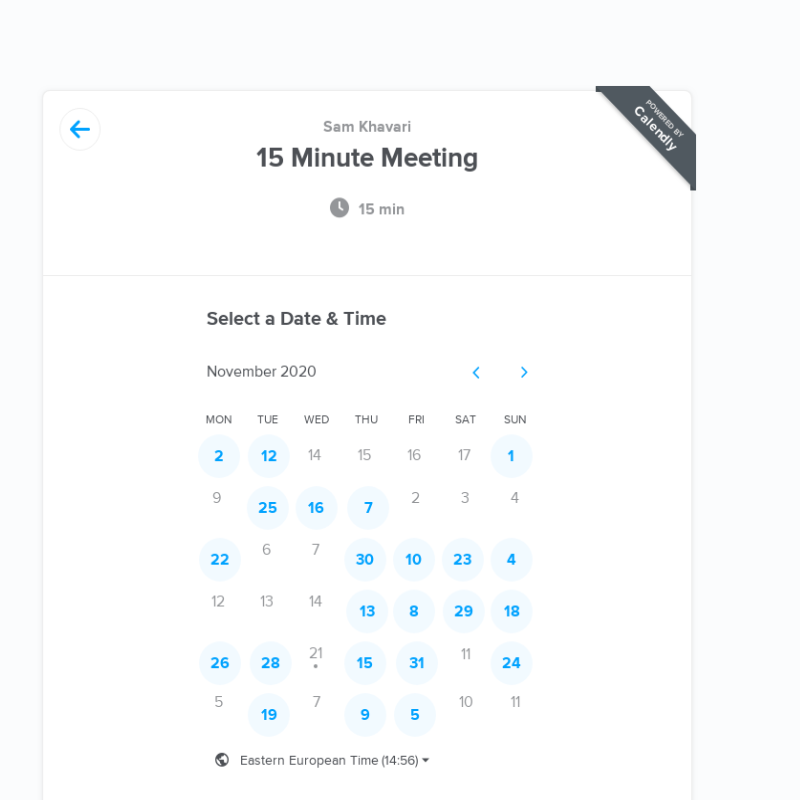 Sam Khavari
15 Minute Meeting
15 min
POWERED BY
Calendly
Select a Date & Time
November 2020
MON TUE WED THU FRI SAT SUN
2 12 14 15 16 17 1
9 25 16 7 2 3 4
22 6 7 30 10 23 4
12 13 14 13 8 29 18
26 28 21 15 31 11 24
5 19 7 9 5 10 11
Eastern European Time (14:56)